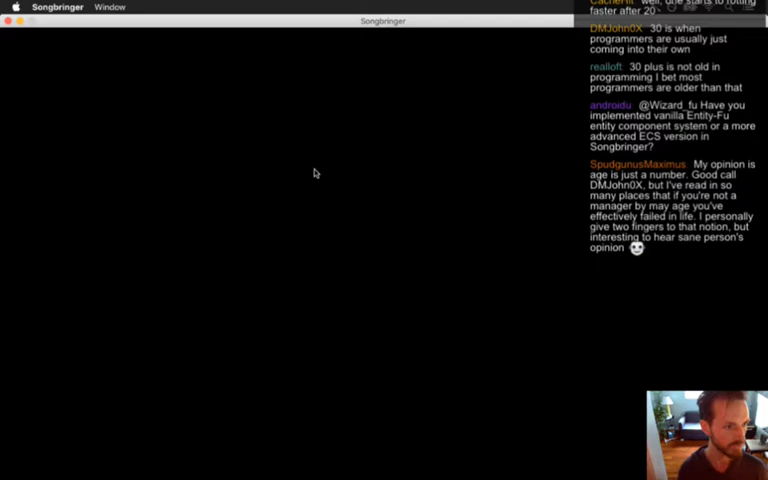 Songbringer Window
Songbringer
CacheHit well, one starts to rotting
faster after 20
DMJohn0X 30 is when
programmers are usually just
coming into their own
realloft 30 plus is not old in
programming I bet most
programmers are older than that
androidu @Wizard_fu Have you
implemented vanilla Entity-Fu
entity component system or a more
advanced ECS version in
Songbringer?
SpudgunusMaximus My opinion is
age is just a number. Good call
DMJohn0X, but I've read in so
many places that if you're not a
manager by may age you've
effectively failed in life. I personally
give two fingers to that notion, but
interesting to hear sane person's
opinion